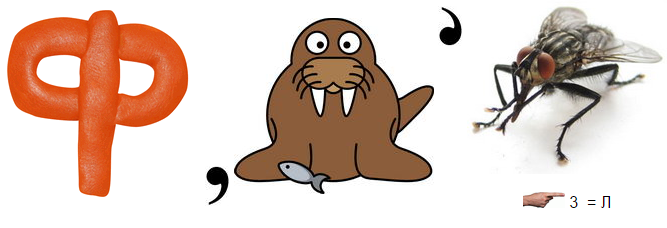 Ф
,
,
3 = Л